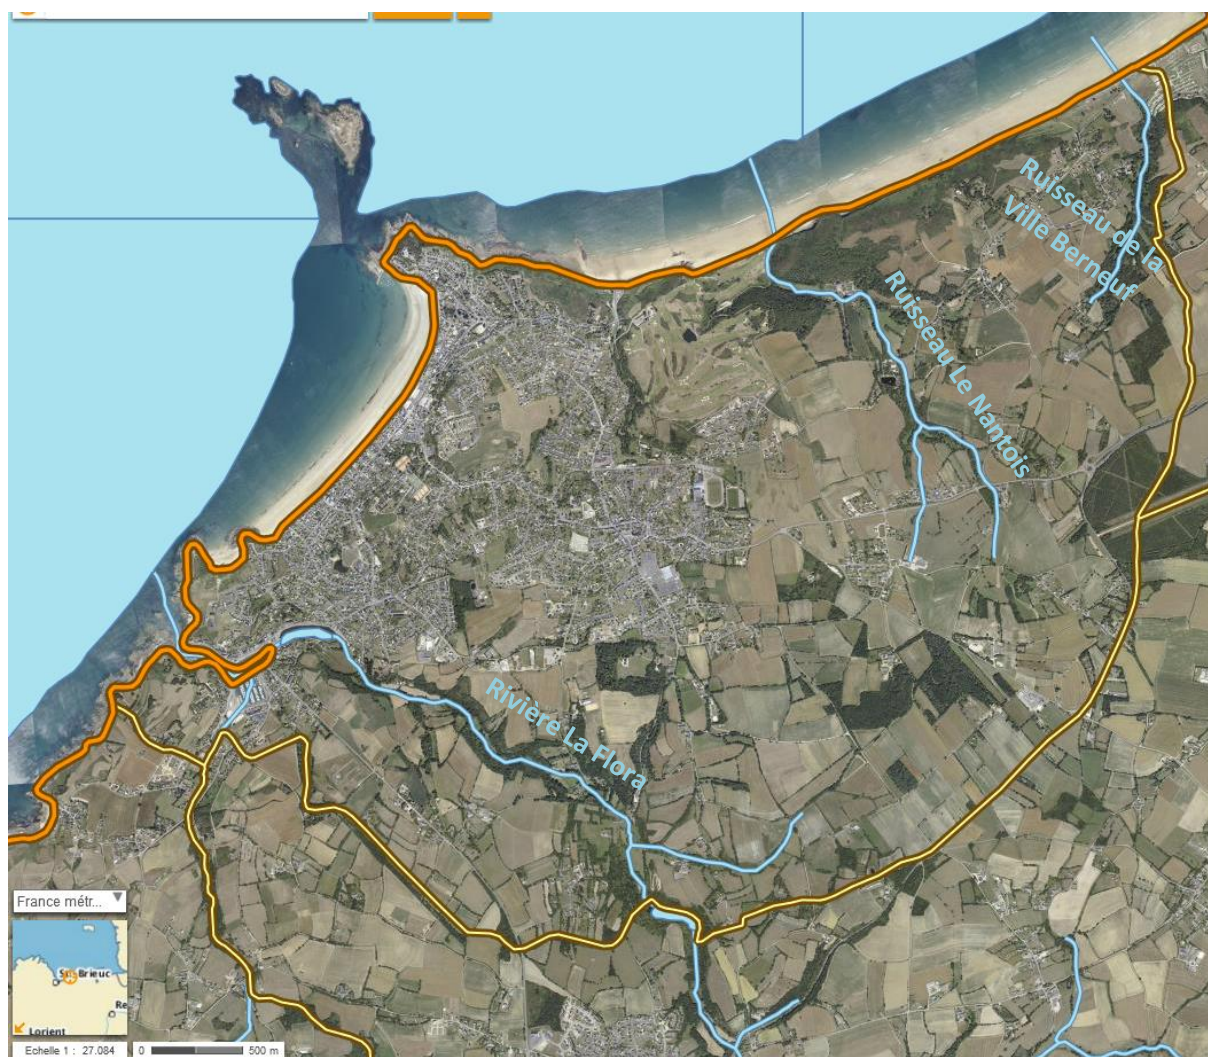 Ruisseau de la
Ville Berneuf
Ruisseau Le Nantois
Rivière La Flora
France métr...
St-Brieuc
Re
Lorient
Echelle 1 : 27.084
0
500 m